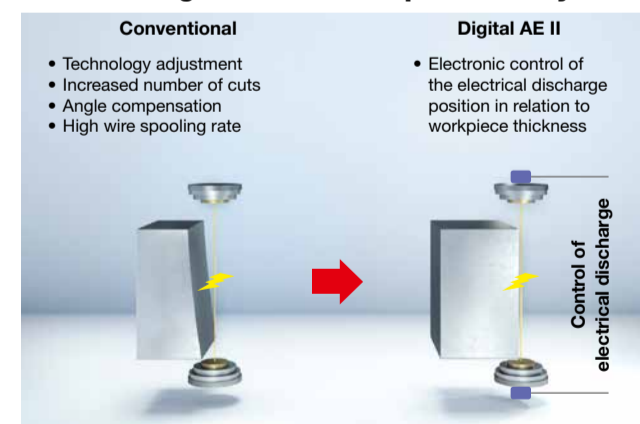 Conventional
• Technology adjustment
• Increased number of cuts
• Angle compensation
• High wire spooling rate
Digital AE II
• Electronic control of
the electrical discharge
position in relation to
workpiece thickness
Control of
electrical discharge